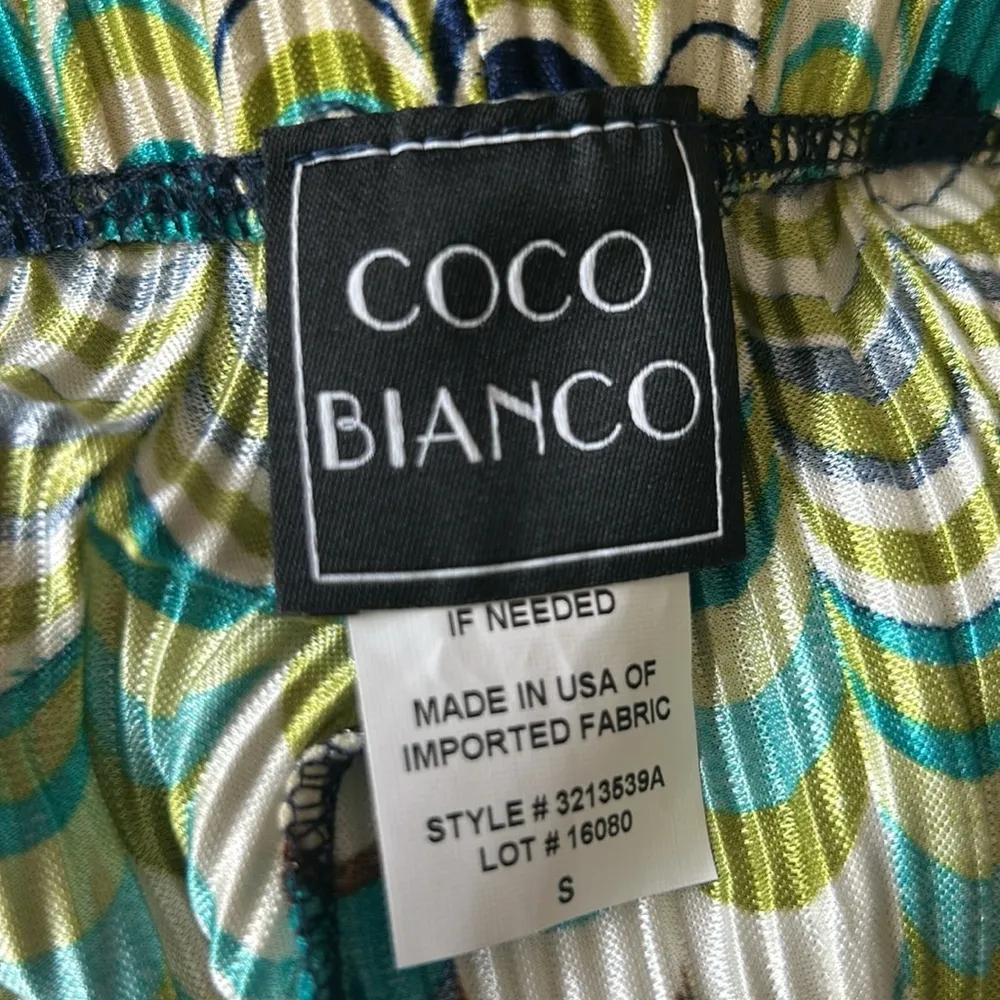 COCO
BIANCO
IF NEEDED
MADE IN USA OF
IMPORTED FABRIC
STYLE # 3213539A
LOT # 16080
S